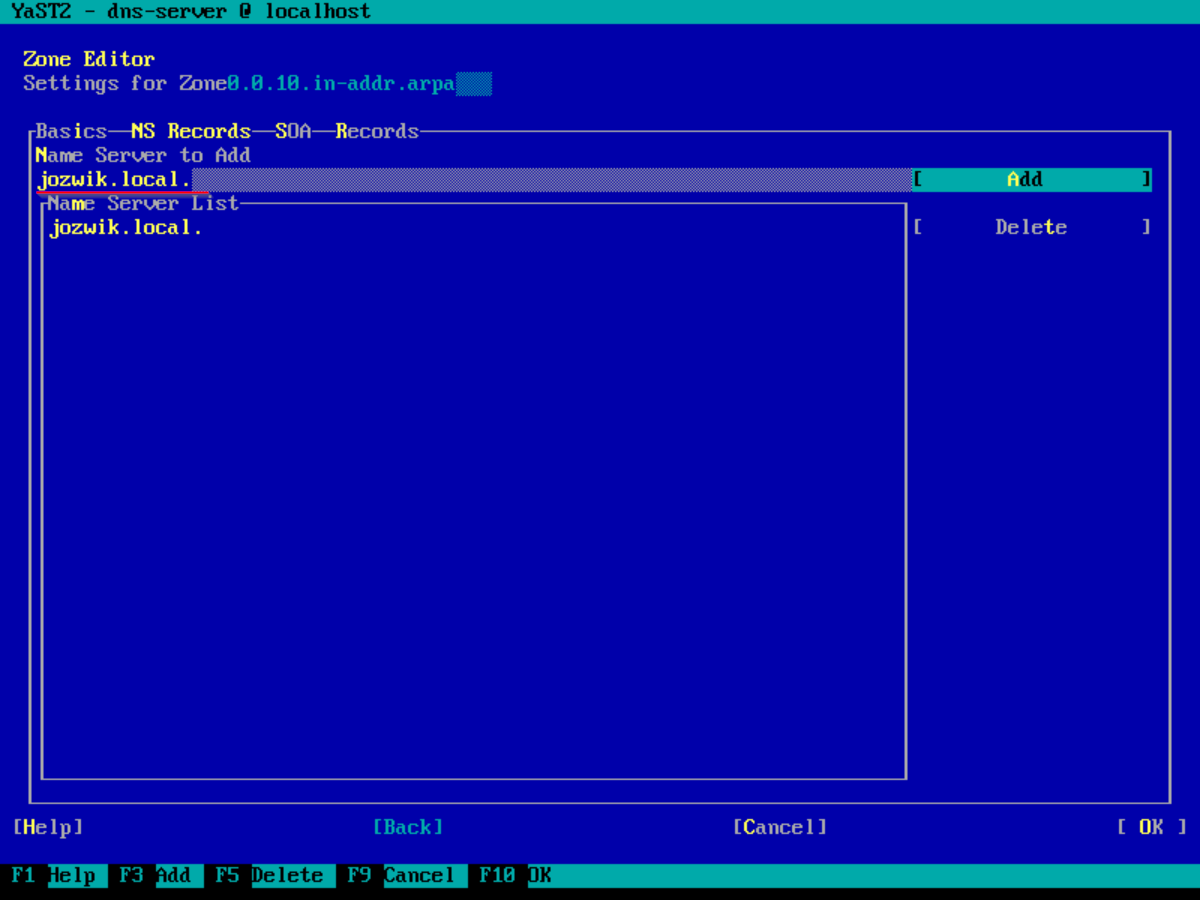 YaST2 - dns-server @ localhost
Zone Editor
Settings for Zone0.0.10.in-addr.arpa
Basics NS Records SOA Records
Name Server to Add
jozwik.local. [ Add ]
Name Server List
jozwik.local. [ Delete ]
[Help] [Back] [Cancel] [ OK ]
F1 Help F3 Add F5 Delete F9 Cancel F10 OK